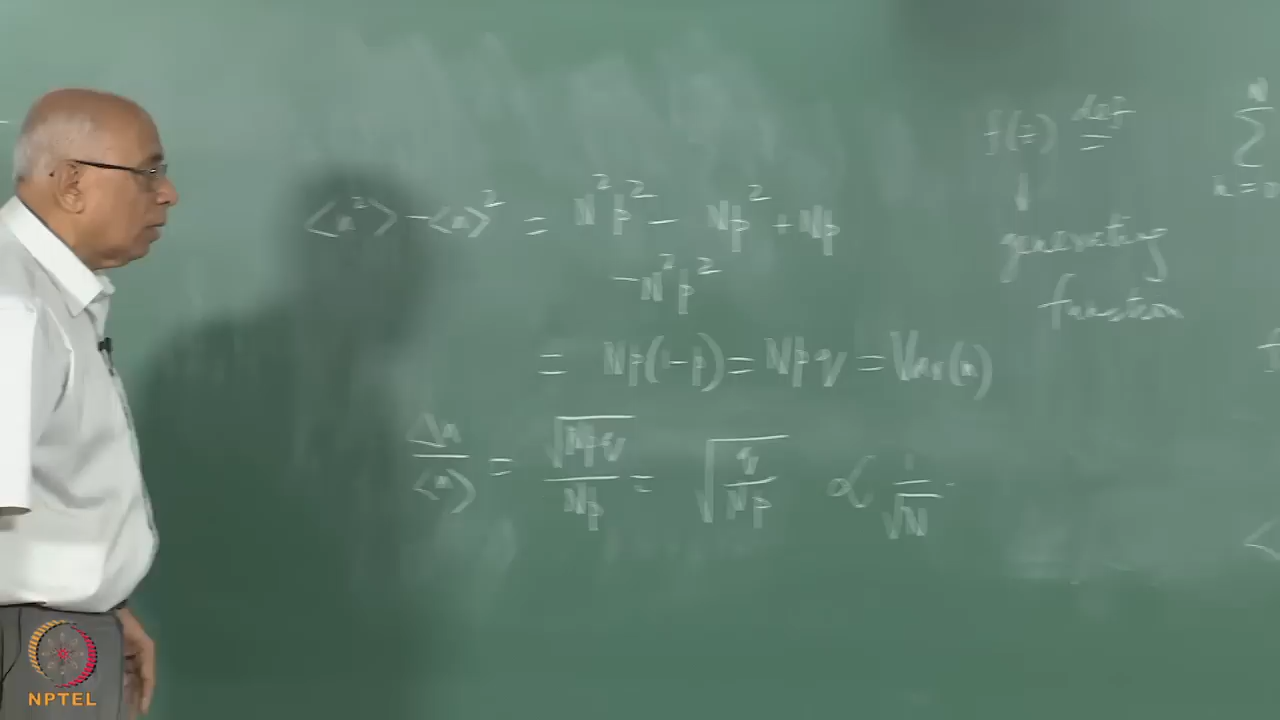 <n²> - <n>² = N²p² - Np² + Np
- N²p²
= Np(1-p) = Npq = Var(n)
Δn/<n> = √(Npq)/Np = √(q/Np) ∝ 1/√N
f(z) def=
↓
generating
function
N
Σ
NPTEL